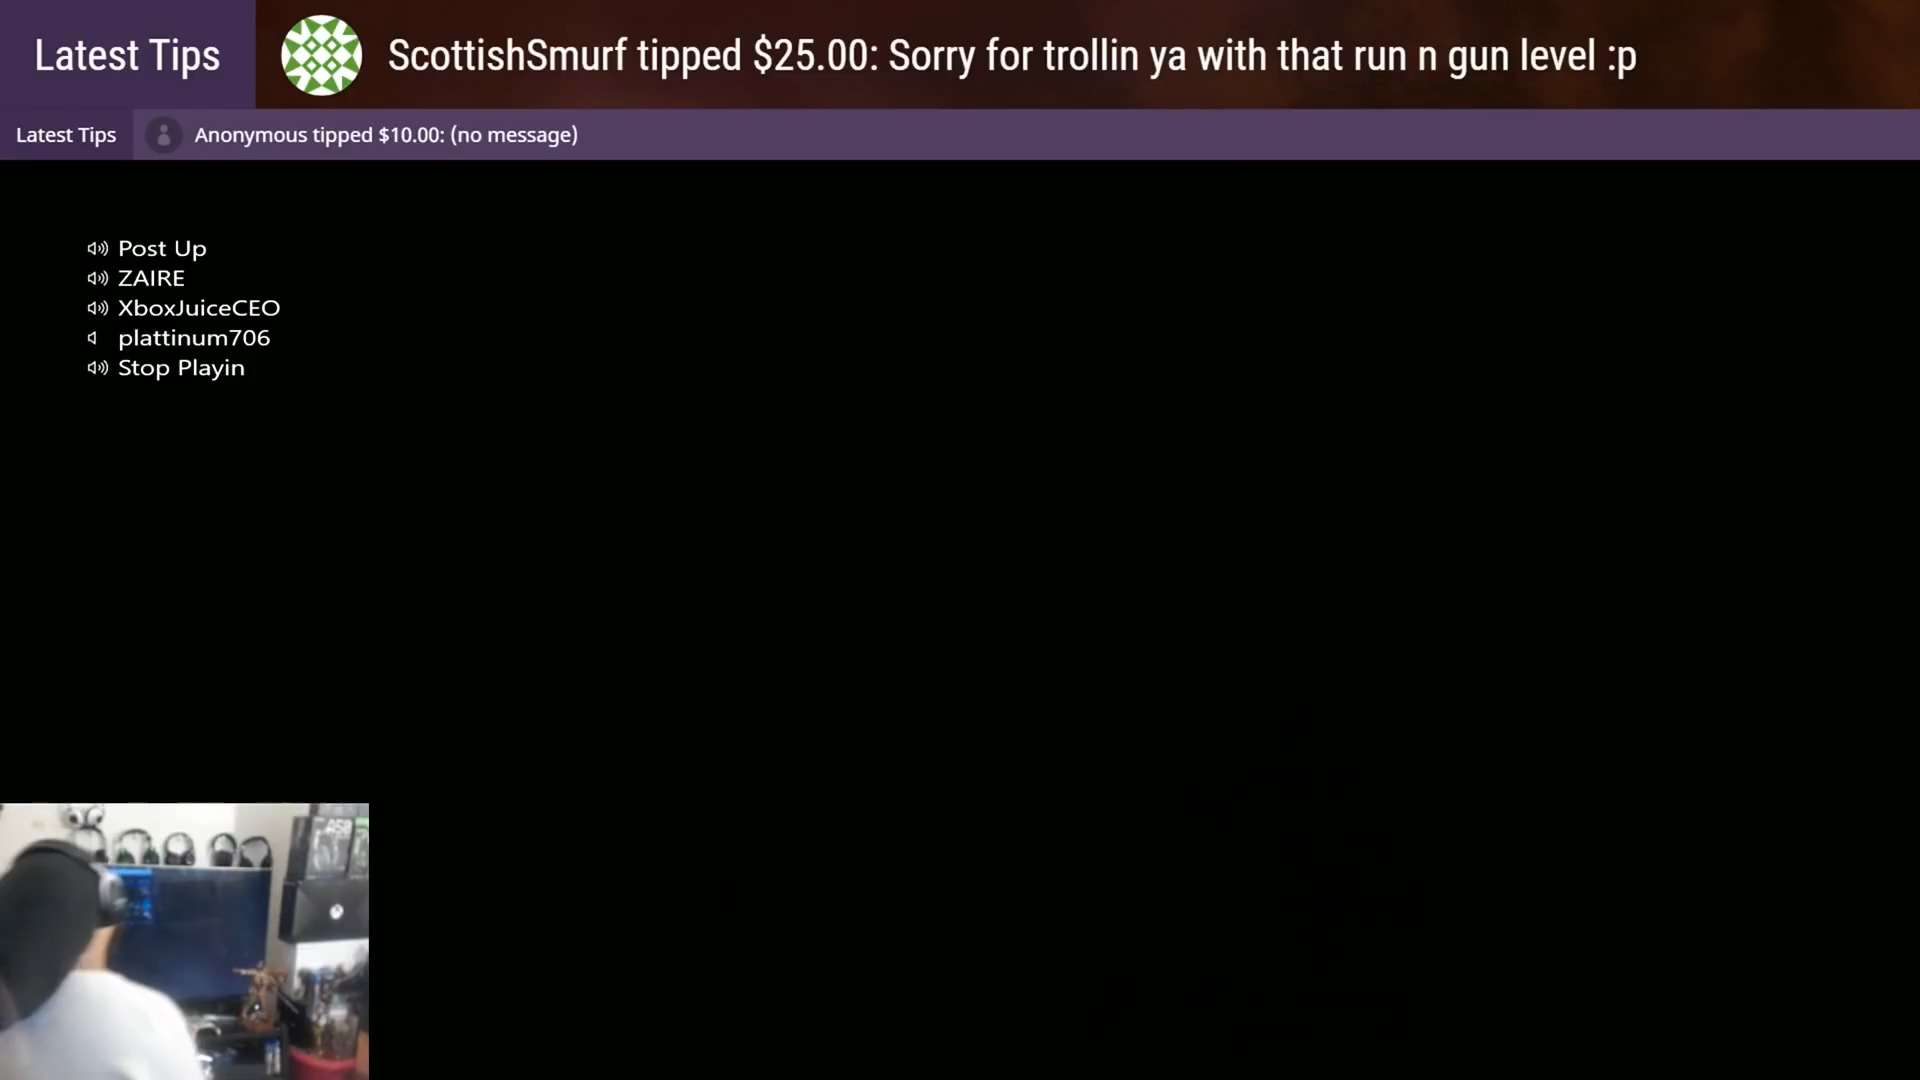 Latest Tips
ScottishSmurf tipped $25.00: Sorry for trollin ya with that run n gun level :p
Latest Tips
Anonymous tipped $10.00: (no message)
Post Up
ZAIRE
XboxJuiceCEO
plattinum706
Stop Playin
A50